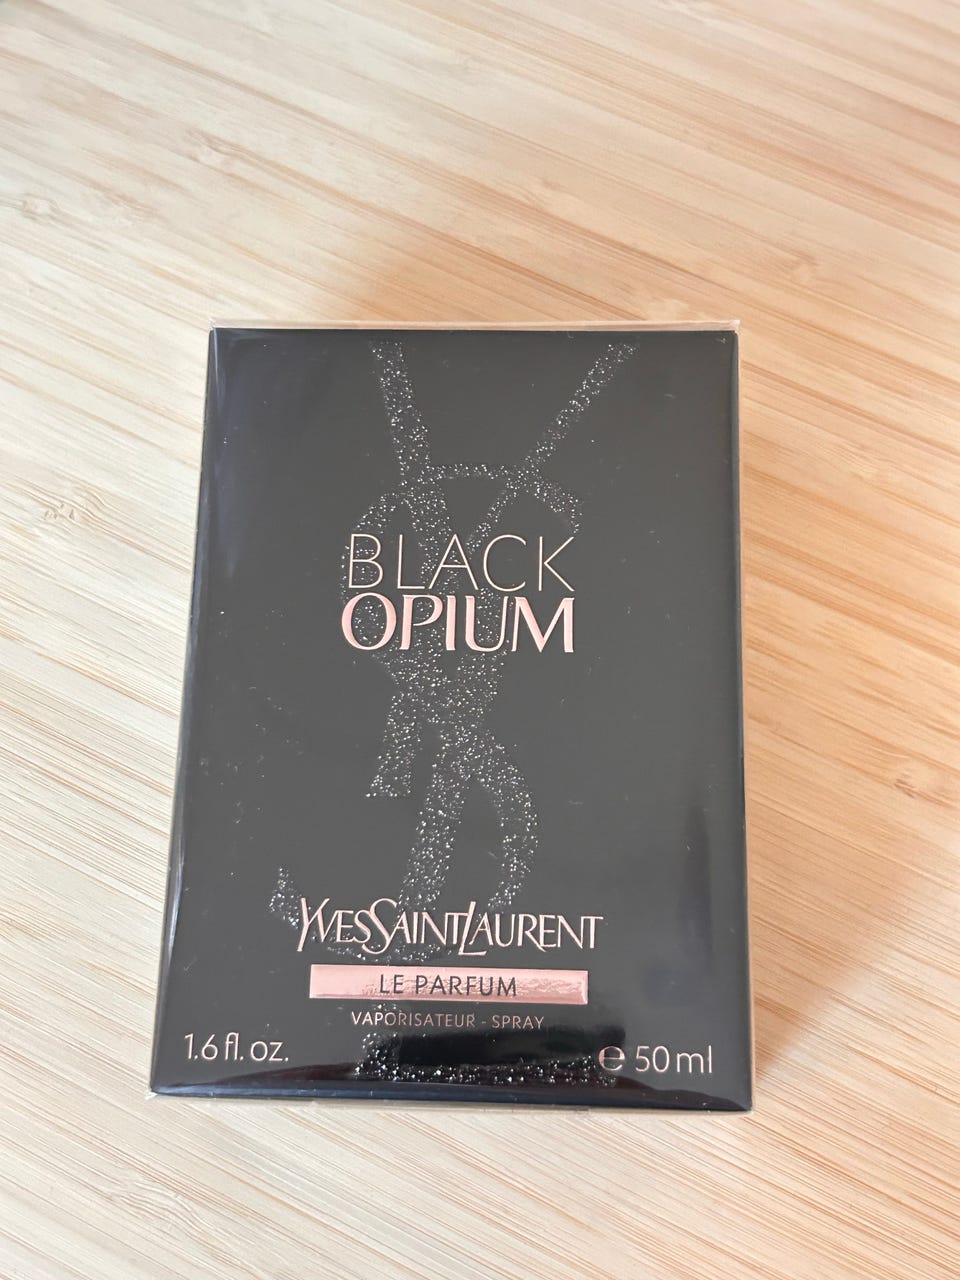 BLACK
OPIUM
YVESSAINTLAURENT
LE PARFUM
VAPORISATEUR - SPRAY
1.6 fl. oz. ℮ 50 ml